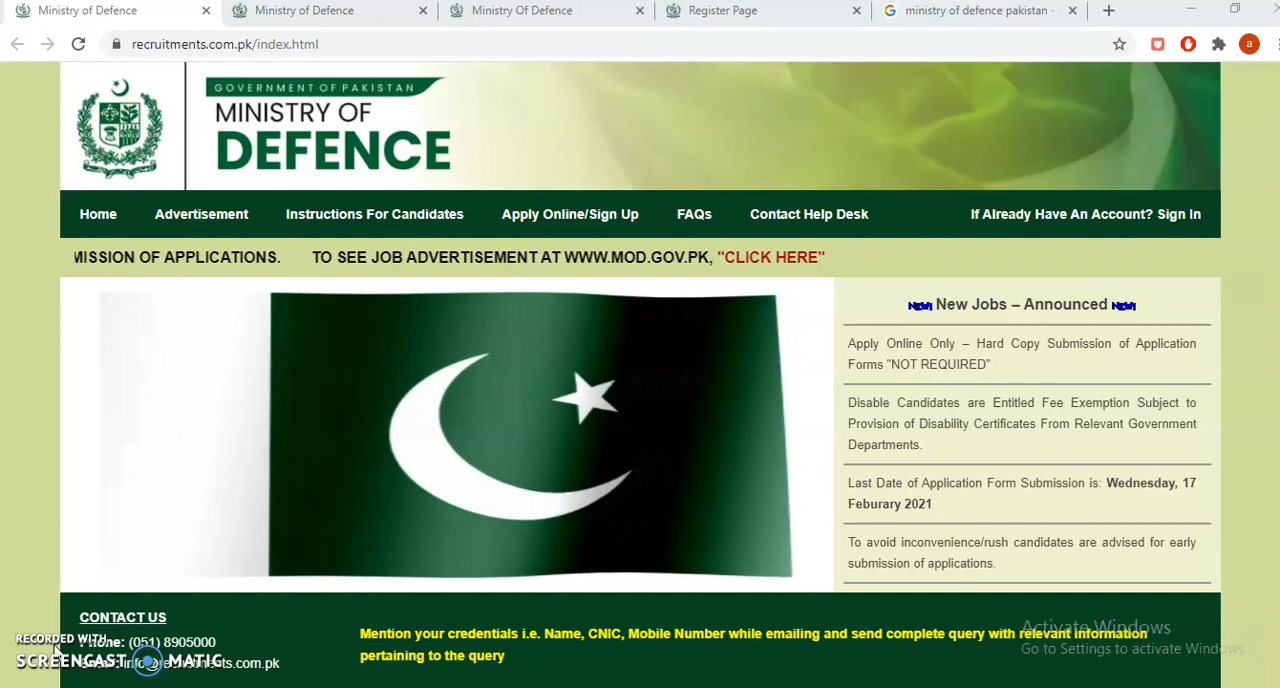 Ministry of Defence
Ministry of Defence
Ministry Of Defence
Register Page
ministry of defence pakistan -
recruitments.com.pk/index.html
a
GOVERNMENT OF PAKISTAN
MINISTRY OF
DEFENCE
Home
Advertisement
Instructions For Candidates
Apply Online/Sign Up
FAQs
Contact Help Desk
If Already Have An Account? Sign In
MISSION OF APPLICATIONS. TO SEE JOB ADVERTISEMENT AT WWW.MOD.GOV.PK, "CLICK HERE"
New Jobs – Announced
Apply Online Only – Hard Copy Submission of Application
Forms "NOT REQUIRED"
Disable Candidates are Entitled Fee Exemption Subject to
Provision of Disability Certificates From Relevant Government
Departments.
Last Date of Application Form Submission is: Wednesday, 17
Feburary 2021
To avoid inconvenience/rush candidates are advised for early
submission of applications.
CONTACT US
Phone: (051) 8905000
Mention your credentials i.e. Name, CNIC, Mobile Number while emailing and send complete query with relevant information
pertaining to the query
Activate Windows
Go to Settings to activate Windows.
RECORDED WITH
SCREENCAST MATIC